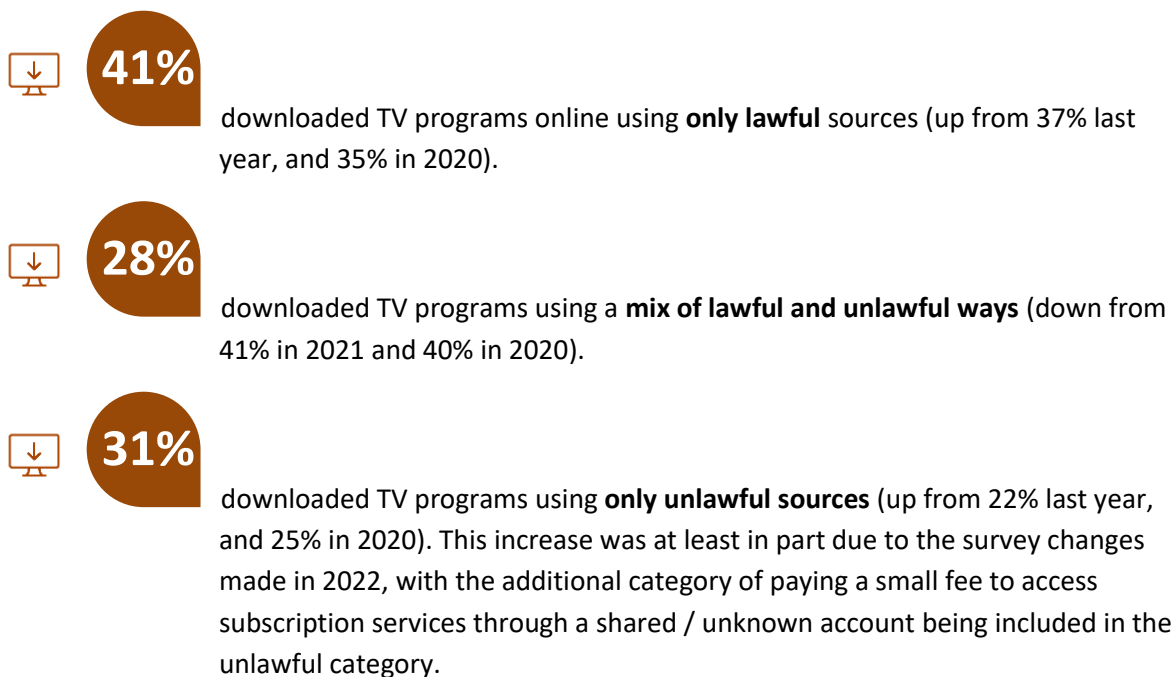 41%
downloaded TV programs online using only lawful sources (up from 37% last
year, and 35% in 2020).
28%
downloaded TV programs using a mix of lawful and unlawful ways (down from
41% in 2021 and 40% in 2020).
31%
downloaded TV programs using only unlawful sources (up from 22% last year,
and 25% in 2020). This increase was at least in part due to the survey changes
made in 2022, with the additional category of paying a small fee to access
subscription services through a shared / unknown account being included in the
unlawful category.